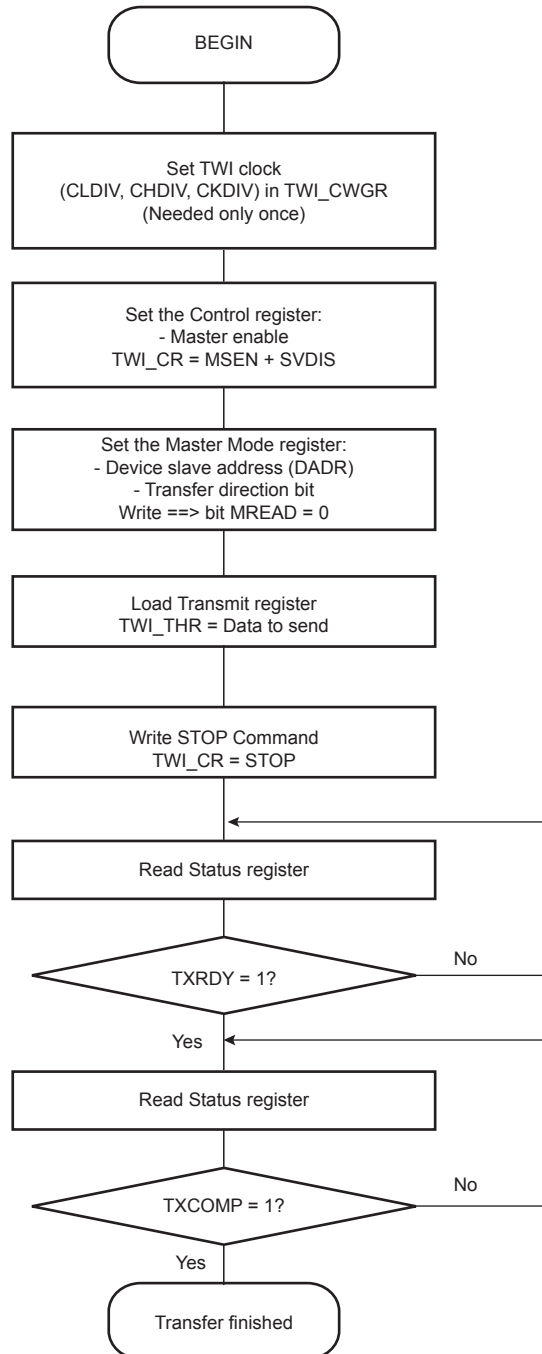 BEGIN
Set TWI clock
(CLDIV, CHDIV, CKDIV) in TWI_CWGR
(Needed only once)
Set the Control register:
- Master enable
TWI_CR = MSEN + SVDIS
Set the Master Mode register:
- Device slave address (DADR)
- Transfer direction bit
Write ==> bit MREAD = 0
Load Transmit register
TWI_THR = Data to send
Write STOP Command
TWI_CR = STOP
Read Status register
TXRDY = 1?
No
Yes
Read Status register
TXCOMP = 1?
No
Yes
Transfer finished